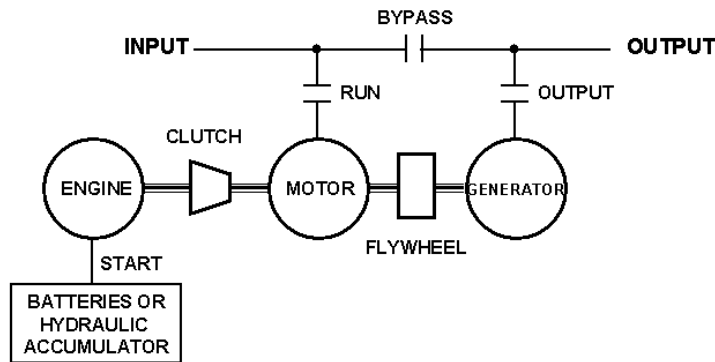 BYPASS
INPUT
OUTPUT
RUN
OUTPUT
CLUTCH
ENGINE
MOTOR
GENERATOR
FLYWHEEL
START
BATTERIES OR
HYDRAULIC
ACCUMULATOR